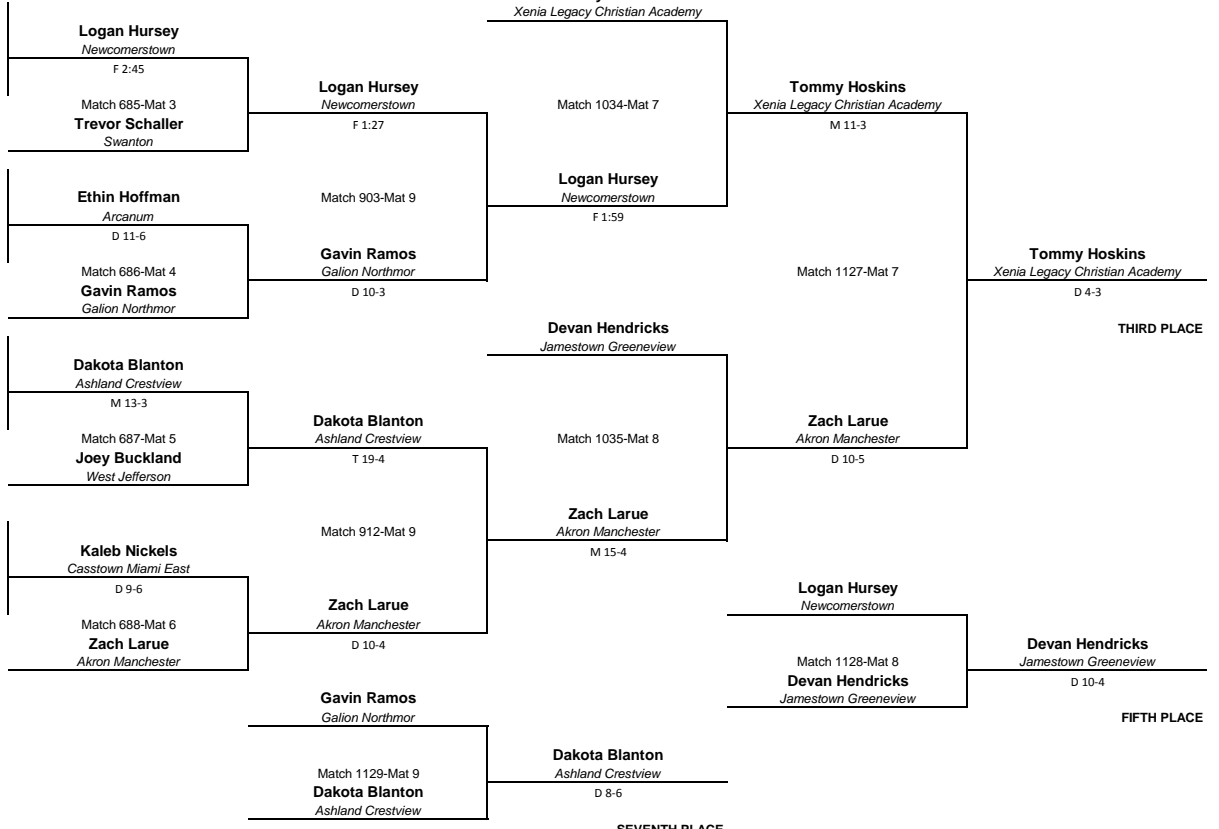 Xenia Legacy Christian Academy
Logan Hursey
Newcomerstown
F 2:45
Match 685-Mat 3
Trevor Schaller
Swanton
Logan Hursey
Newcomerstown
F 1:27
Match 1034-Mat 7
Tommy Hoskins
Xenia Legacy Christian Academy
M 11-3
Ethin Hoffman
Arcanum
D 11-6
Match 686-Mat 4
Gavin Ramos
Galion Northmor
Match 903-Mat 9
Gavin Ramos
Galion Northmor
D 10-3
Logan Hursey
Newcomerstown
F 1:59
Match 1127-Mat 7
Tommy Hoskins
Xenia Legacy Christian Academy
D 4-3
THIRD PLACE
Dakota Blanton
Ashland Crestview
M 13-3
Match 687-Mat 5
Joey Buckland
West Jefferson
Dakota Blanton
Ashland Crestview
T 19-4
Devan Hendricks
Jamestown Greeneview
Match 1035-Mat 8
Zach Larue
Akron Manchester
D 10-5
Kaleb Nickels
Casstown Miami East
D 9-6
Match 688-Mat 6
Zach Larue
Akron Manchester
Match 912-Mat 9
Zach Larue
Akron Manchester
D 10-4
Zach Larue
Akron Manchester
M 15-4
Logan Hursey
Newcomerstown
Match 1128-Mat 8
Devan Hendricks
Jamestown Greeneview
Devan Hendricks
Jamestown Greeneview
D 10-4
FIFTH PLACE
Gavin Ramos
Galion Northmor
Match 1129-Mat 9
Dakota Blanton
Ashland Crestview
Dakota Blanton
Ashland Crestview
D 8-6
SEVENTH PLACE